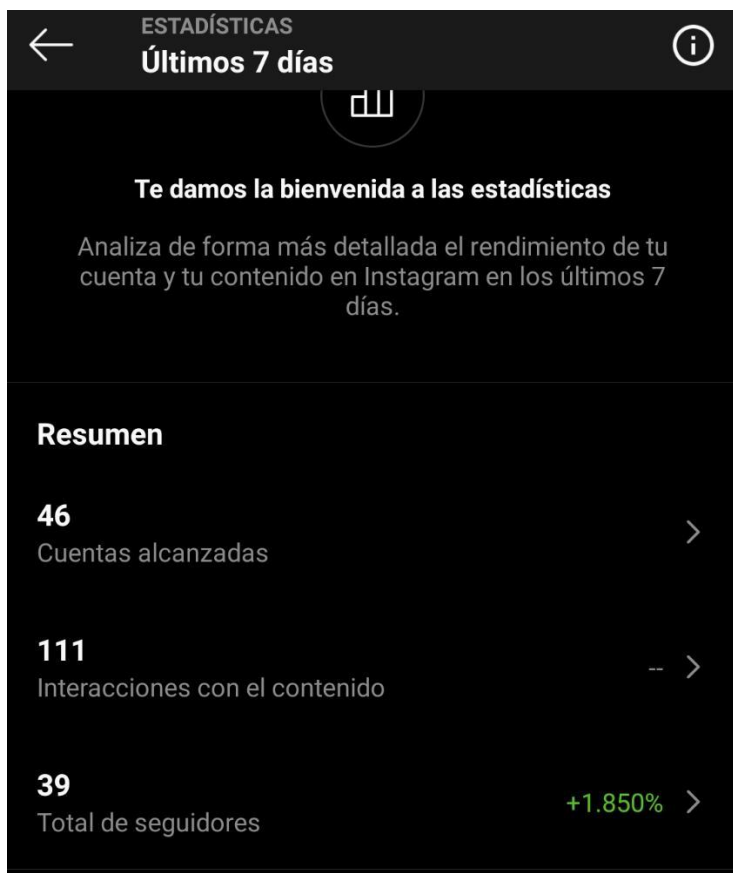 ESTADÍSTICAS
Últimos 7 días
Te damos la bienvenida a las estadísticas
Analiza de forma más detallada el rendimiento de tu
cuenta y tu contenido en Instagram en los últimos 7
días.
Resumen
46
Cuentas alcanzadas
111
Interacciones con el contenido
--
39
Total de seguidores
+1.850%